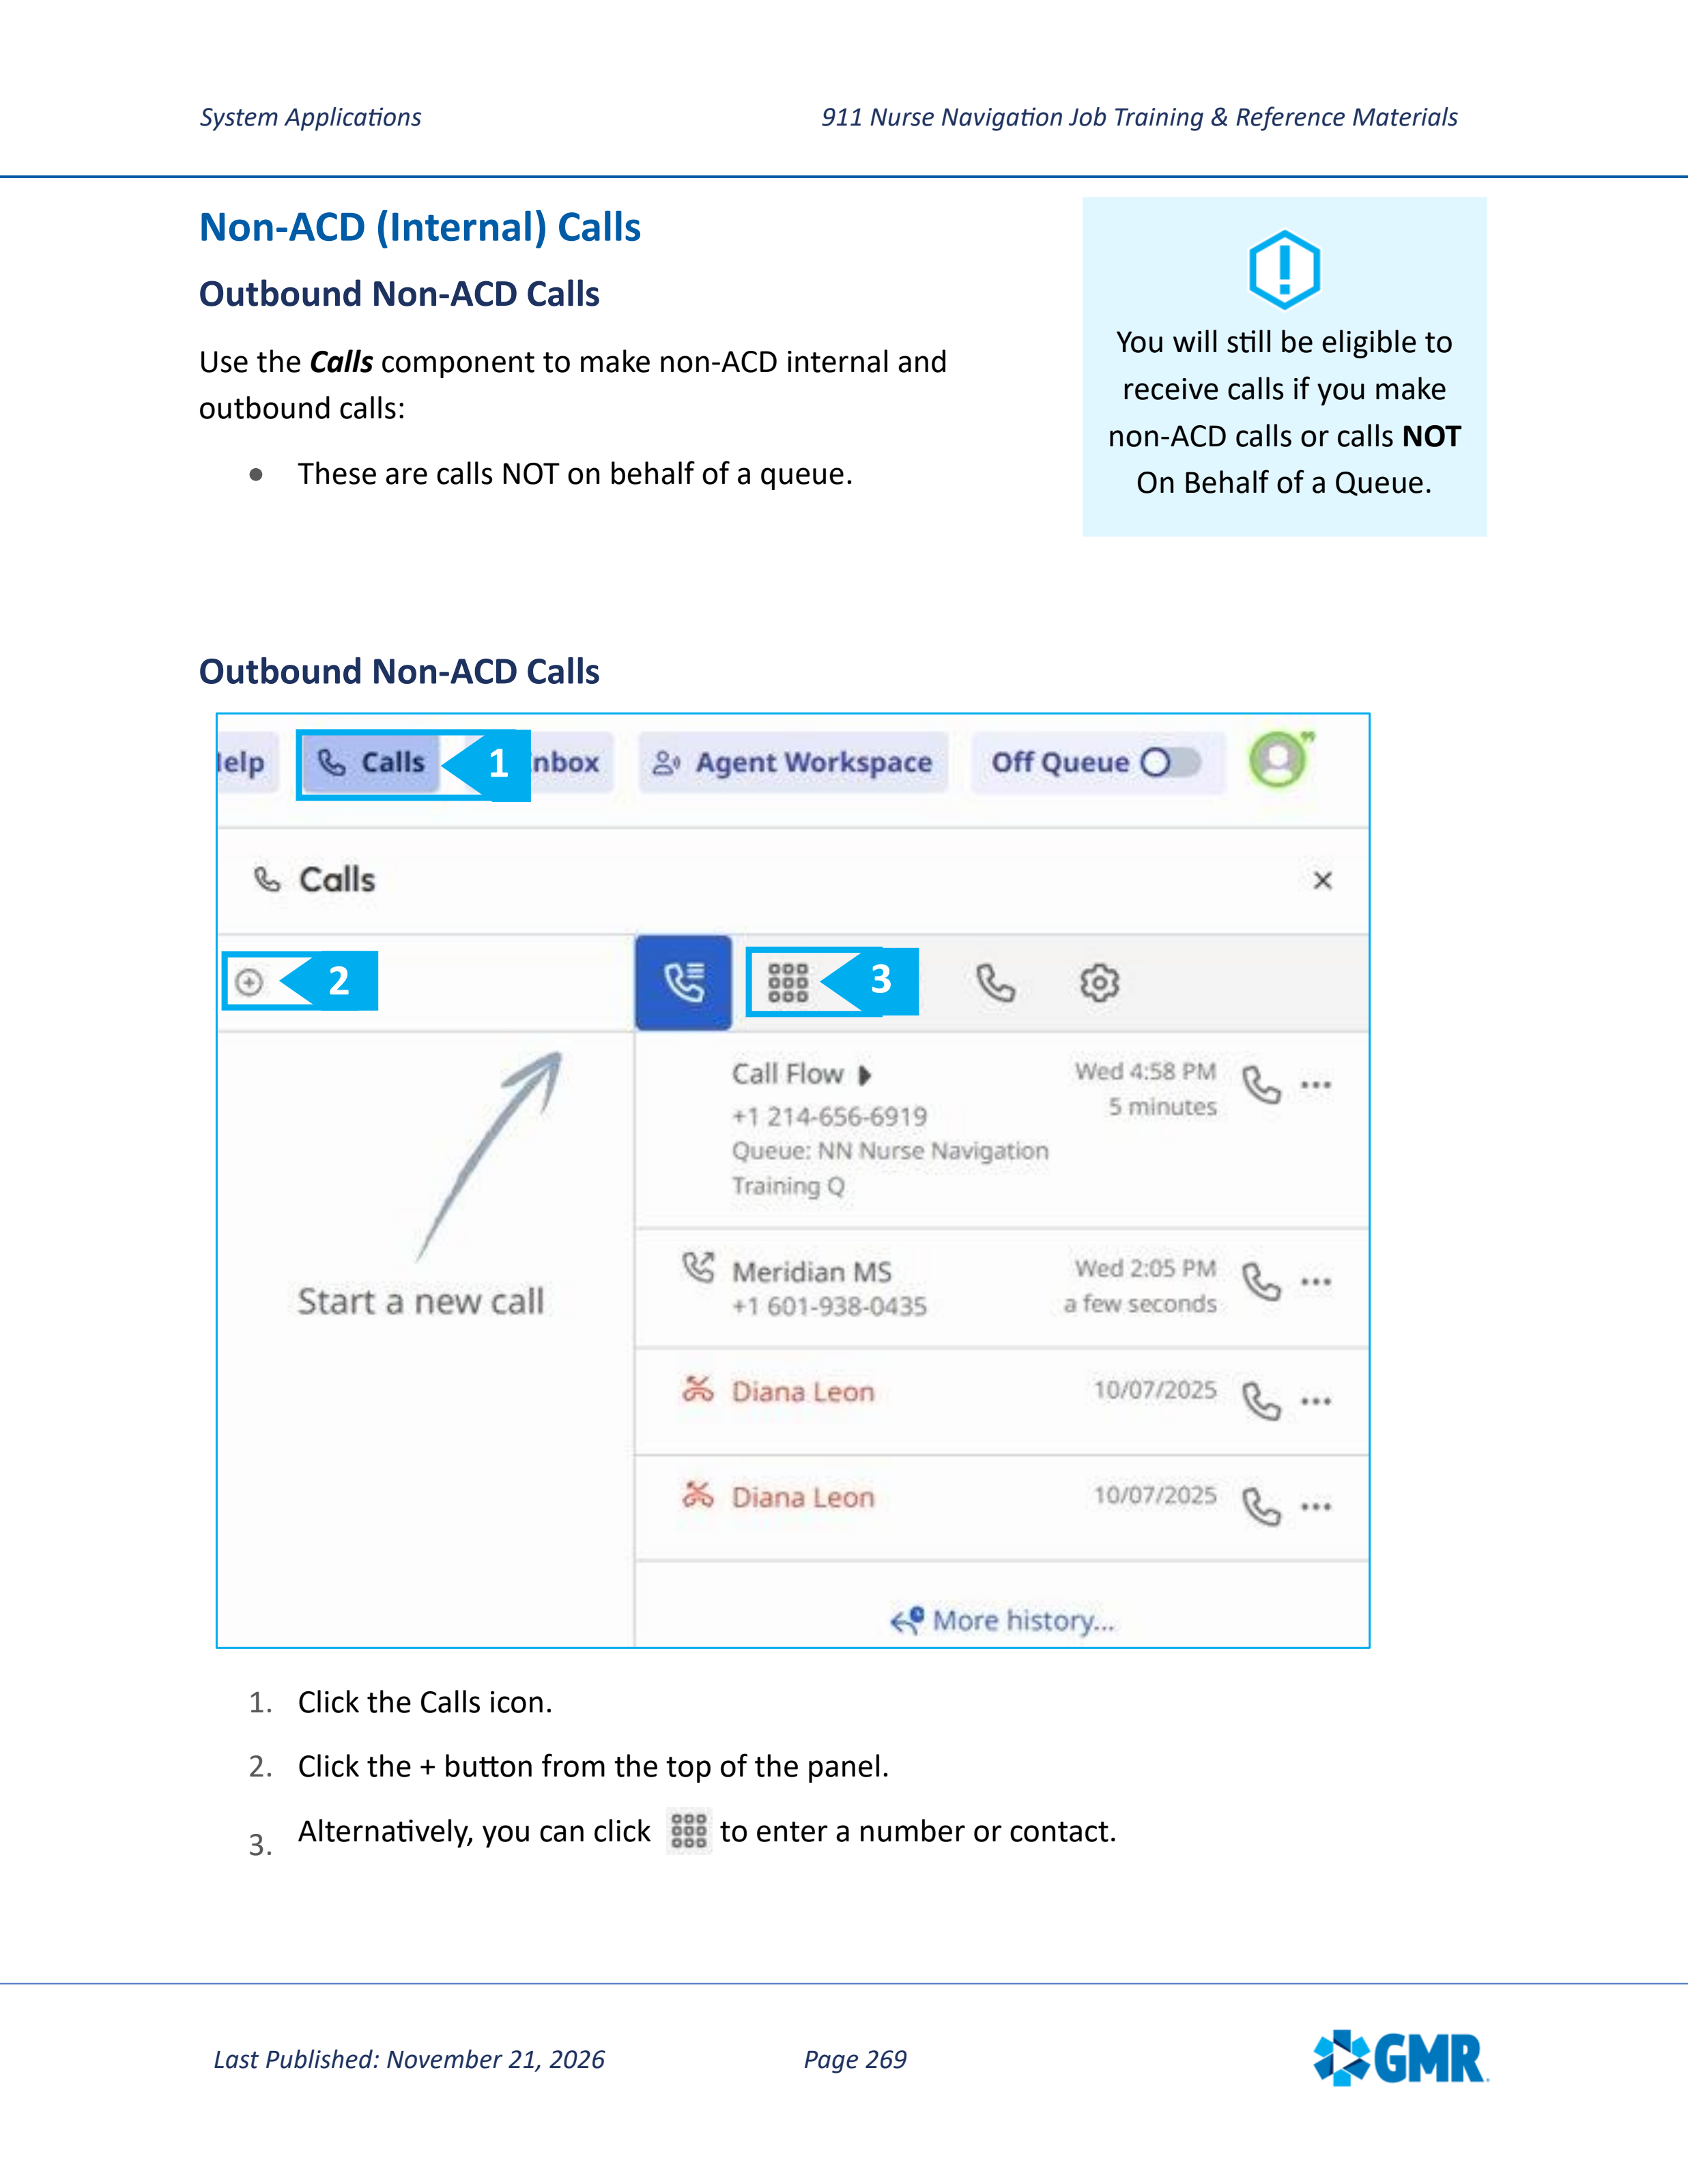 System Applications
911 Nurse Navigation Job Training & Reference Materials
Non-ACD (Internal) Calls
Outbound Non-ACD Calls
Use the Calls component to make non-ACD internal and
outbound calls:
• These are calls NOT on behalf of a queue.
You will still be eligible to
receive calls if you make
non-ACD calls or calls NOT
On Behalf of a Queue.
Outbound Non-ACD Calls
elp
Calls
1
nbox
Agent Workspace
Off Queue
Calls
2
3
Start a new call
Call Flow
Wed 4:58 PM
+1 214-656-6919
5 minutes
Queue: NN Nurse Navigation
Training Q
Meridian MS
Wed 2:05 PM
+1 601-938-0435
a few seconds
Diana Leon
10/07/2025
Diana Leon
10/07/2025
More history...
1. Click the Calls icon.
2. Click the + button from the top of the panel.
3. Alternatively, you can click to enter a number or contact.
Last Published: November 21, 2026
Page 269
GMR